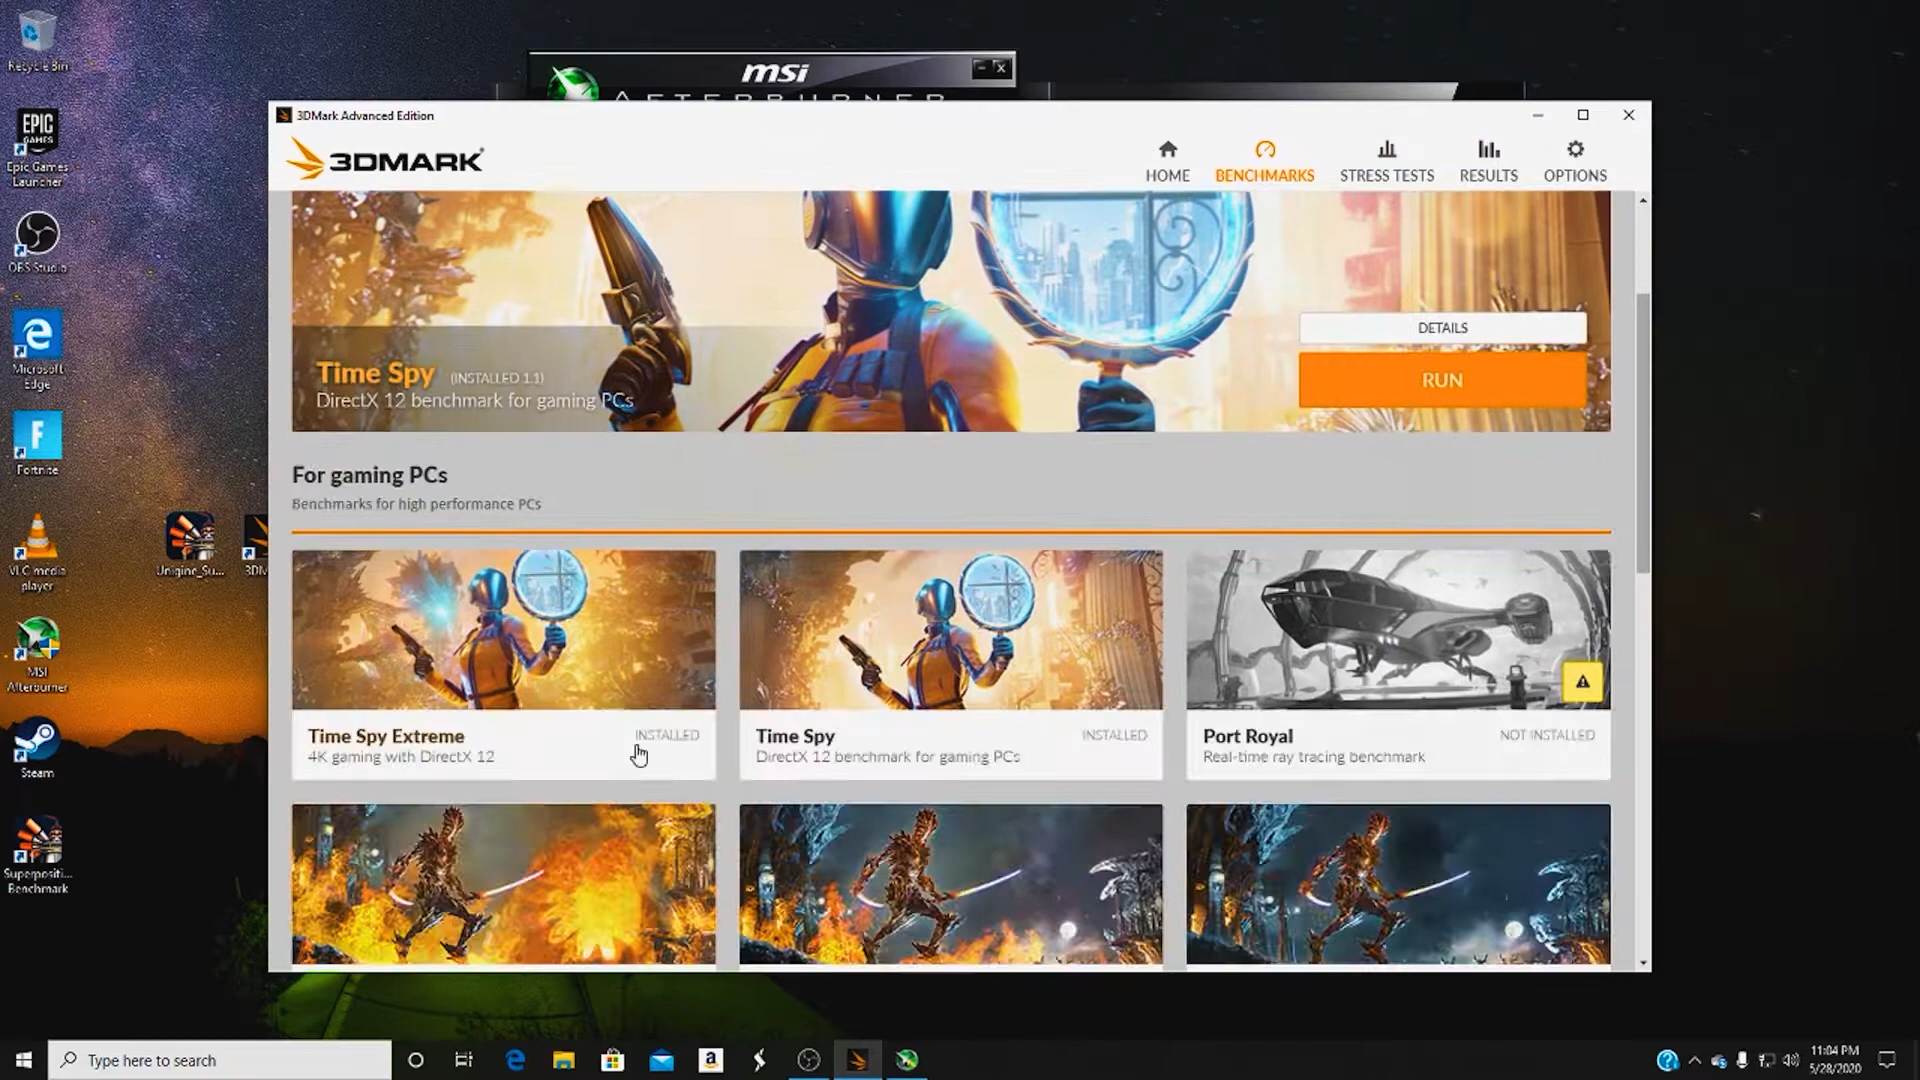 Recycle Bin
EPIC
GAMES
Epic Games
Launcher
OBS Studio
Microsoft
Edge
F
Fortnite
VLC media
player
Unigine_Su...
3DM
MSI
Afterburner
Steam
Superpositi...
Benchmark
msi
AFTERBURNER
3DMark Advanced Edition
3DMARK
HOME
BENCHMARKS
STRESS TESTS
RESULTS
OPTIONS
Time Spy (INSTALLED 1.1)
DirectX 12 benchmark for gaming PCs
DETAILS
RUN
For gaming PCs
Benchmarks for high performance PCs
Time Spy Extreme INSTALLED
4K gaming with DirectX 12
Time Spy INSTALLED
DirectX 12 benchmark for gaming PCs
Port Royal NOT INSTALLED
Real-time ray tracing benchmark
Type here to search
11:04 PM
5/28/2020